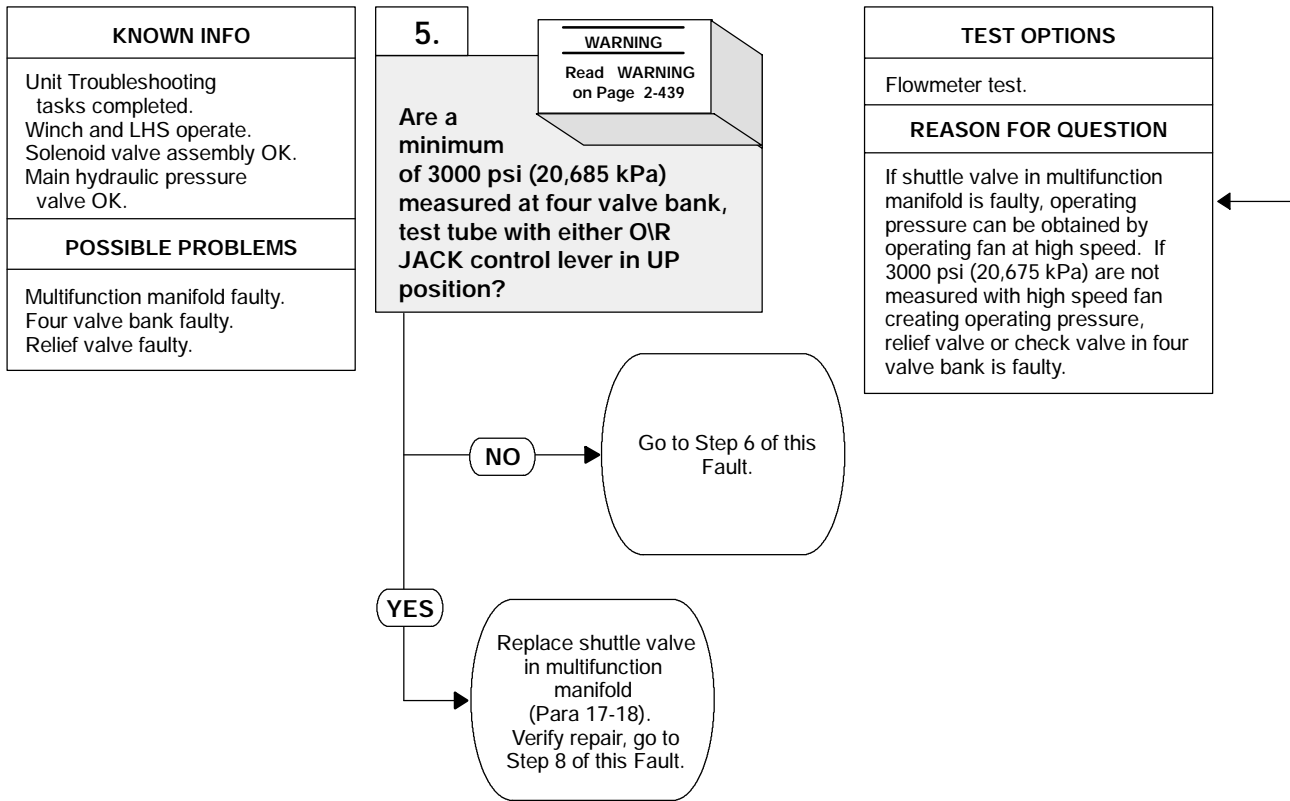 KNOWN INFO
Unit Troubleshooting
tasks completed.
Winch and LHS operate.
Solenoid valve assembly OK.
Main hydraulic pressure
valve OK.
POSSIBLE PROBLEMS
Multifunction manifold faulty.
Four valve bank faulty.
Relief valve faulty.
5.
WARNING
Read WARNING
on Page 2-439
Are a
minimum
of 3000 psi (20,685 kPa)
measured at four valve bank,
test tube with either O\R
JACK control lever in UP
position?
TEST OPTIONS
Flowmeter test.
REASON FOR QUESTION
If shuttle valve in multifunction
manifold is faulty, operating
pressure can be obtained by
operating fan at high speed. If
3000 psi (20,675 kPa) are not
measured with high speed fan
creating operating pressure,
relief valve or check valve in four
valve bank is faulty.
NO
Go to Step 6 of this
Fault.
YES
Replace shuttle valve
in multifunction
manifold
(Para 17-18).
Verify repair, go to
Step 8 of this Fault.